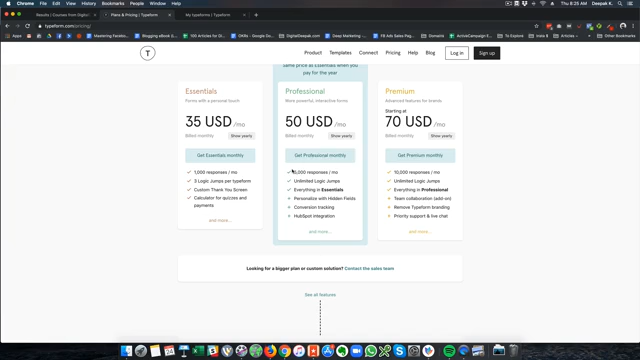 Chrome File Edit View History Bookmarks People Window Help
Fri 8:25 AM Deepak K.
Plans & Pricing | Typeform
My typeforms | Typeform
typeform.com/pricing/
T
Product Templates Connect Pricing Help Blog Log in Sign up
Same price as Essentials when you
pay for the year
Essentials
Forms with a personal touch
35 USD /mo
Billed monthly Show yearly
Get Essentials monthly
1,000 responses / mo
3 Logic Jumps per typeform
Custom Thank You Screen
Calculator for quizzes and
payments
and more...
Professional
More powerful, interactive forms
50 USD /mo
Billed monthly Show yearly
Get Professional monthly
5,000 responses / mo
Unlimited Logic Jumps
Everything in Essentials
Personalize with Hidden Fields
Conversion tracking
HubSpot integration
and more...
Premium
Advanced features for brands
Starting at
70 USD /mo
Billed monthly Show yearly
Get Premium monthly
10,000 responses / mo
Unlimited Logic Jumps
Everything in Professional
Team collaboration (add-on)
Remove Typeform branding
Priority support & live chat
and more...
Looking for a bigger plan or custom solution? Contact the sales team
See all features